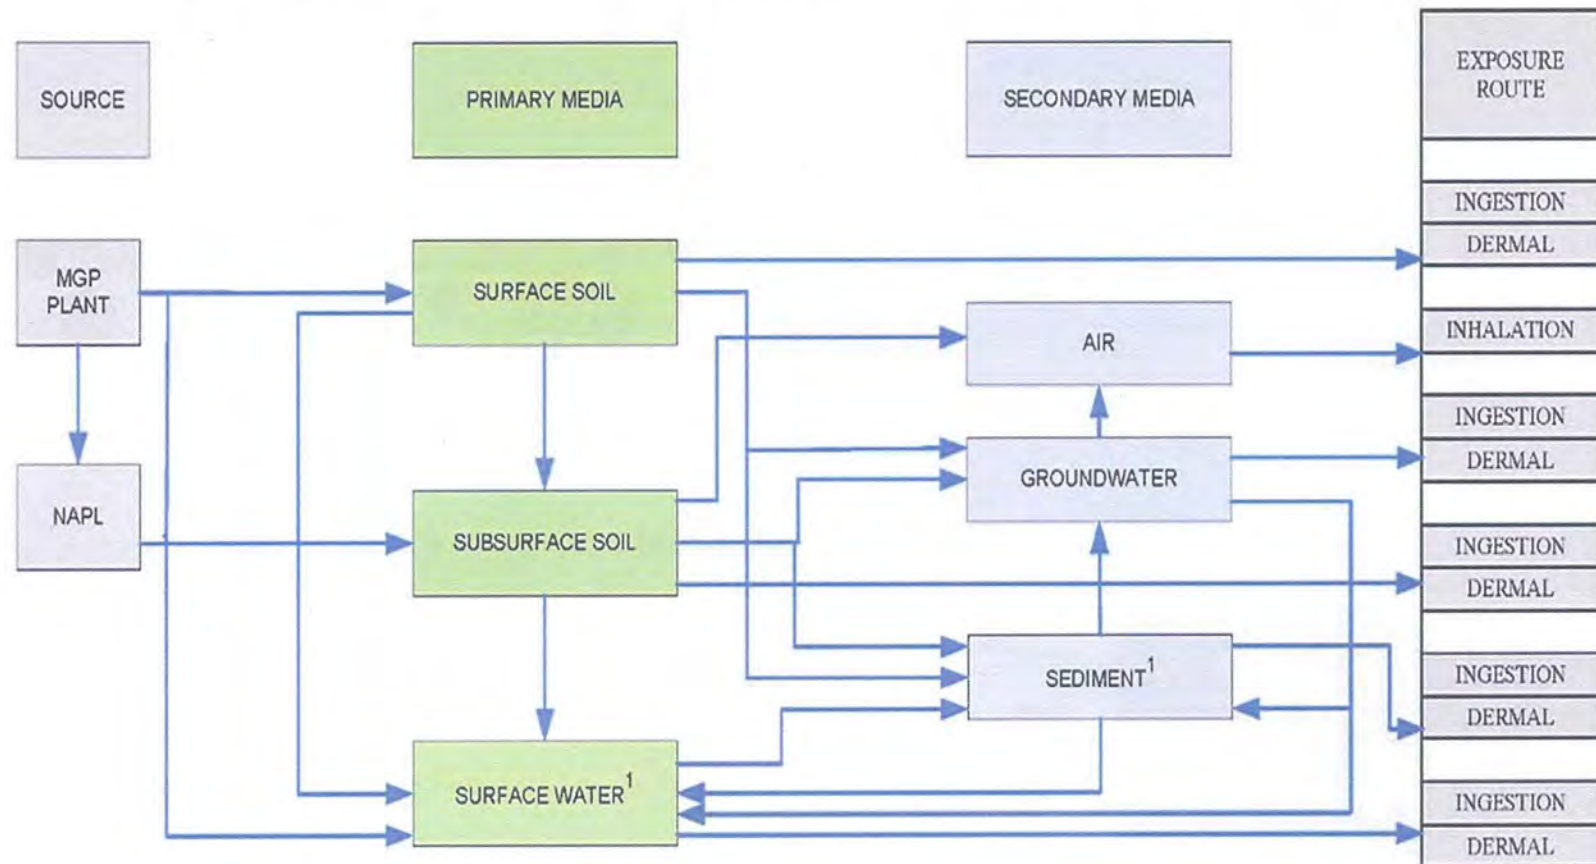 SOURCE
PRIMARY MEDIA
SECONDARY MEDIA
EXPOSURE
ROUTE
INGESTION
DERMAL
MGP
PLANT
SURFACE SOIL
AIR
INHALATION
INGESTION
DERMAL
GROUNDWATER
NAPL
SUBSURFACE SOIL
INGESTION
DERMAL
SEDIMENT1
INGESTION
DERMAL
SURFACE WATER1
INGESTION
DERMAL